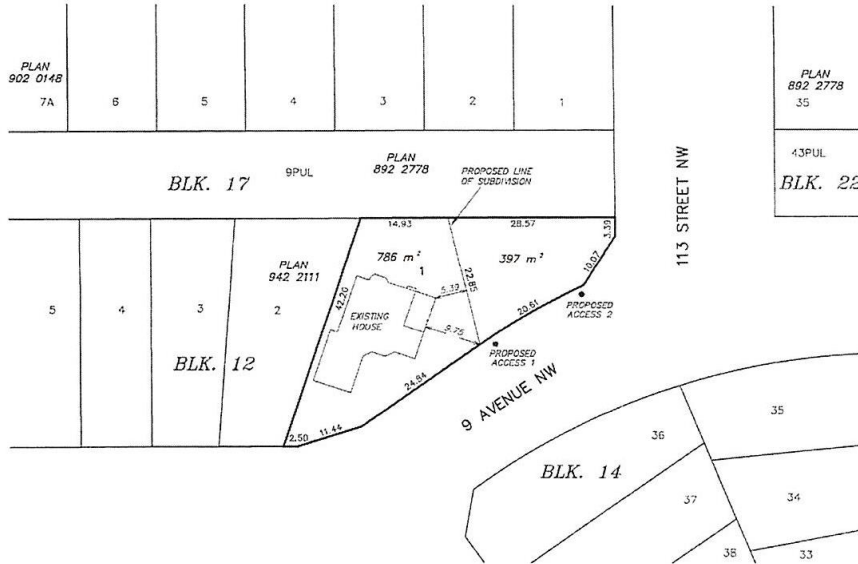 PLAN
902 0148
7A
6
5
4
3
2
1
PLAN
892 2778
35
BLK. 17
9PUL
PLAN
892 2778
PROPOSED LINE
OF SUBDIVISION
113 STREET NW
43PUL
BLK. 22
14.93
28.57
3.39
10.07
786 m²
1
397 m²
22.85
5.39
20.61
PROPOSED
ACCESS 2
PLAN
942 2111
5
4
3
2
42.20
EXISTING
HOUSE
9.75
PROPOSED
ACCESS 1
BLK. 12
24.84
9 AVENUE NW
2.50
11.44
36
35
BLK. 14
37
34
38
33